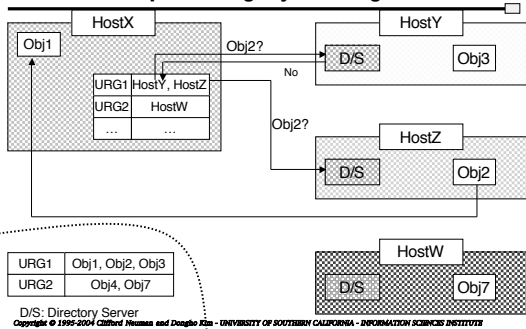 HostX
HostY
Obj1
Obj2?
D/S
Obj3
No
URG1 HostY, HostZ
URG2 HostW
... ...
Obj2?
HostZ
D/S
Obj2
HostW
URG1 Obj1, Obj2, Obj3
URG2 Obj4, Obj7
D/S
Obj7
D/S: Directory Server
Copyright © 1995-2004 Clifford Neuman and Dongho Kim - UNIVERSITY OF SOUTHERN CALIFORNIA - INFORMATION SCIENCES INSTITUTE